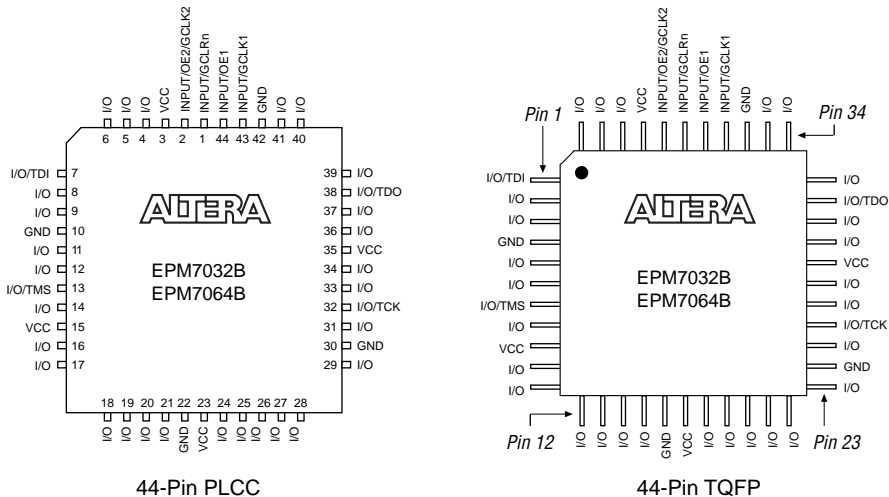 I/O I/O I/O VCC INPUT/OE2/GCLK2 INPUT/GCLRn INPUT/OE1 INPUT/GCLK1 GND I/O I/O
6 5 4 3 2 1 44 43 42 41 40
I/O/TDI 7 39 I/O
I/O 8 38 I/O/TDO
I/O 9 37 I/O
GND 10 36 I/O
I/O 11 35 VCC
I/O 12 34 I/O
I/O/TMS 13 33 I/O
I/O 14 32 I/O/TCK
VCC 15 31 I/O
I/O 16 30 GND
I/O 17 29 I/O
ALTERA
EPM7032B
EPM7064B
18 19 20 21 22 23 24 25 26 27 28
I/O I/O I/O I/O GND VCC I/O I/O I/O I/O I/O
44-Pin PLCC
I/O I/O I/O VCC INPUT/OE2/GCLK2 INPUT/GCLRn INPUT/OE1 INPUT/GCLK1 GND I/O I/O
Pin 1 Pin 34
I/O/TDI I/O
I/O I/O/TDO
I/O I/O
GND I/O
I/O VCC
I/O I/O
I/O/TMS I/O
I/O I/O/TCK
VCC I/O
I/O GND
I/O I/O
ALTERA
EPM7032B
EPM7064B
Pin 12 Pin 23
I/O I/O I/O I/O GND VCC I/O I/O I/O I/O I/O
44-Pin TQFP